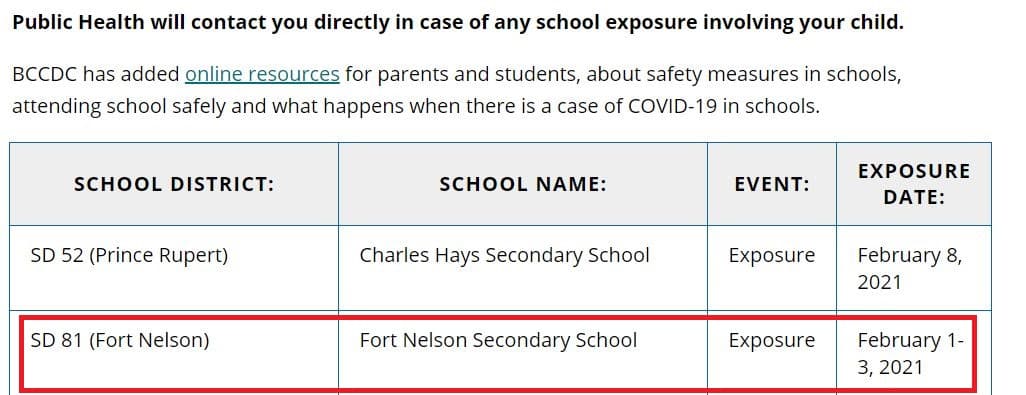 Public Health will contact you directly in case of any school exposure involving your child.
BCCDC has added online resources for parents and students, about safety measures in schools,
attending school safely and what happens when there is a case of COVID-19 in schools.
SCHOOL DISTRICT: SCHOOL NAME: EVENT: EXPOSURE
DATE:
SD 52 (Prince Rupert) Charles Hays Secondary School Exposure February 8,
2021
SD 81 (Fort Nelson) Fort Nelson Secondary School Exposure February 1-
3, 2021